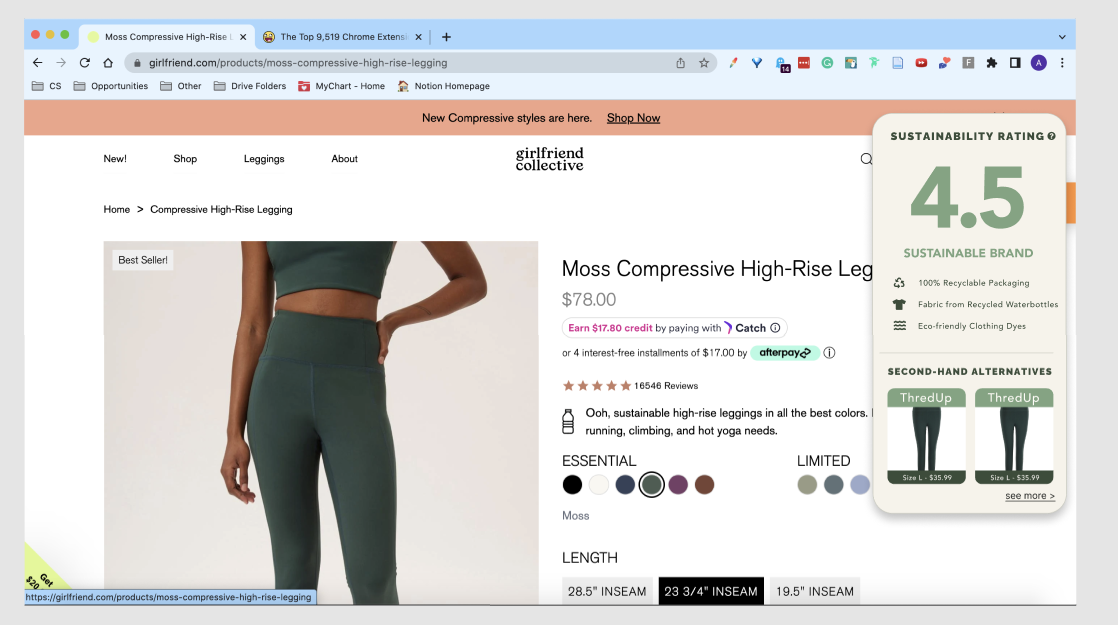 Moss Compressive High-Rise L
The Top 9,519 Chrome Extensi
girlfriend.com/products/moss-compressive-high-rise-legging
14
A
F
CS
Opportunities
Other
Drive Folders
MyChart - Home
Notion Homepage
New Compressive styles are here. Shop Now
New!
Shop
Leggings
About
girlfriend
collective
Home > Compressive High-Rise Legging
Best Seller!
Moss Compressive High-Rise Leg
$78.00
Earn $17.80 credit by paying with Catch
or 4 interest-free installments of $17.00 by afterpay
16546 Reviews
Ooh, sustainable high-rise leggings in all the best colors.
running, climbing, and hot yoga needs.
ESSENTIAL
LIMITED
Moss
LENGTH
28.5" INSEAM
23 3/4" INSEAM
19.5" INSEAM
Get
$20
https://girlfriend.com/products/moss-compressive-high-rise-legging
SUSTAINABILITY RATING ?
4.5
SUSTAINABLE BRAND
100% Recyclable Packaging
Fabric from Recycled Waterbottles
Eco-friendly Clothing Dyes
SECOND-HAND ALTERNATIVES
ThredUp
Size L - $35.99
ThredUp
Size L - $35.99
see more >